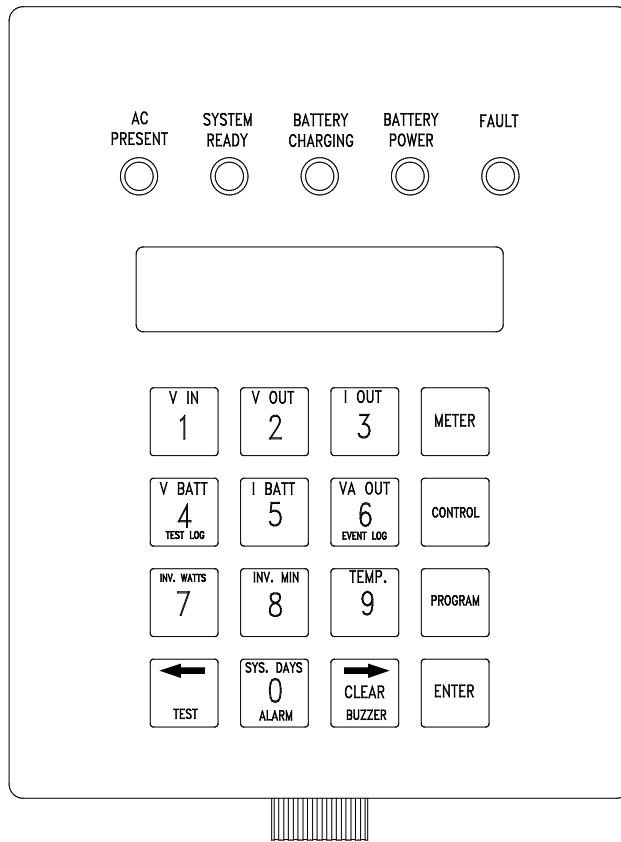 AC PRESENT
SYSTEM READY
BATTERY CHARGING
BATTERY POWER
FAULT
V IN
1
V OUT
2
I OUT
3
METER
V BATT
4
TEST LOG
I BATT
5
VA OUT
6
EVENT LOG
CONTROL
INV. WATTS
7
INV. MIN
8
TEMP.
9
PROGRAM
TEST
SYS. DAYS
0
ALARM
CLEAR
BUZZER
ENTER